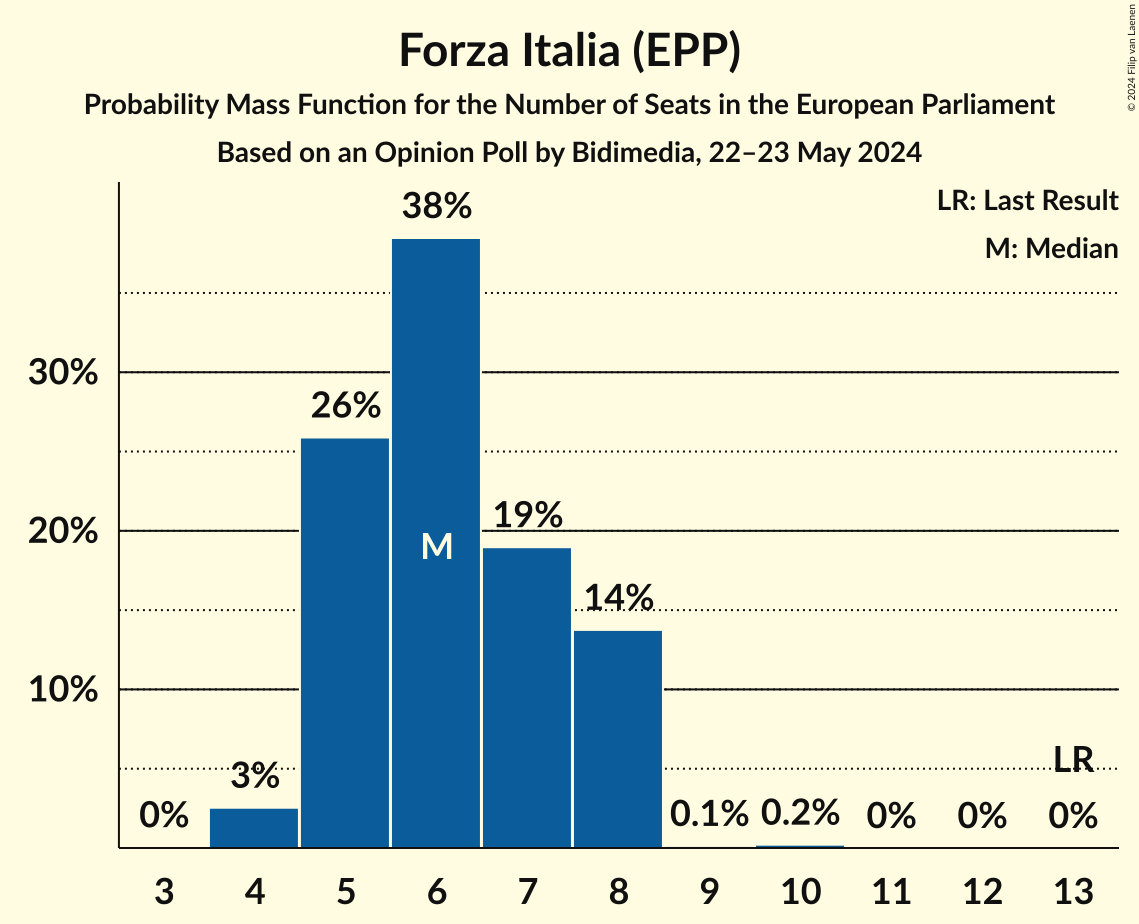 Forza Italia (EPP)
Probability Mass Function for the Number of Seats in the European Parliament
Based on an Opinion Poll by Bidimedia, 22–23 May 2024
© 2024 Filip van Laenen
LR: Last Result
M: Median
38%
30%
26%
20%
19%
M
14%
10%
LR
3%
0%
0.1%
0.2%
0%
0%
0%
3 4 5 6 7 8 9 10 11 12 13